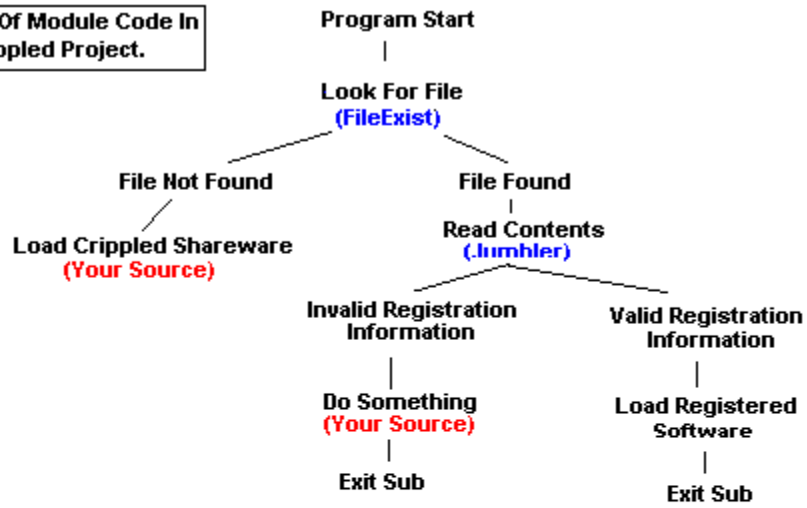 Of Module Code In
Project.
Program Start
Look For File
(FileExist)
File Not Found
File Found
Load Crippled Shareware
(Your Source)
Read Contents
(Jumbler)
Invalid Registration
Information
Valid Registration
Information
Do Something
(Your Source)
Load Registered
Software
Exit Sub
Exit Sub